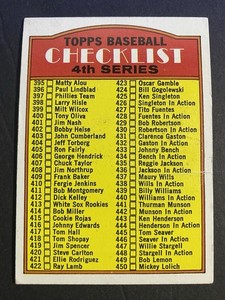 TOPPS BASEBALL
CHECKLIST
4th SERIES
395 Matty Alou
396 Paul Lindblad
397 Phillies Team
398 Larry Hisle
399 Milt Wilcox
400 Tony Oliva
401 Jim Nash
402 Bobby Heise
403 John Cumberland
404 Jeff Torborg
405 Ron Fairly
406 George Hendrick
407 Chuck Taylor
408 Jim Northrup
409 Frank Baker
410 Fergie Jenkins
411 Bob Montgomery
412 Dick Kelley
413 White Sox Rookies
414 Bob Miller
415 Cookie Rojas
416 Johnny Edwards
417 Tom Hall
418 Tom Shopay
419 Jim Spencer
420 Steve Carlton
421 Ellie Rodriguez
422 Ray Lamb
423 Oscar Gamble
424 Bill Gogolewski
425 Ken Singleton
426 Singleton In Action
427 Tito Fuentes
428 Fuentes In Action
429 Bob Robertson
430 Robertson In Action
431 Clarence Gaston
432 Gaston In Action
433 Johnny Bench
434 Bench In Action
435 Reggie Jackson
436 Jackson In Action
437 Maury Wills
438 Wills In Action
439 Billy Williams
440 Williams In Action
441 Thurman Munson
442 Munson In Action
443 Ken Henderson
444 Henderson In Action
445 Tom Seaver
446 Seaver In Action
447 Willie Stargell
448 Stargell In Action
449 Bob Lemon
450 Mickey Lolich